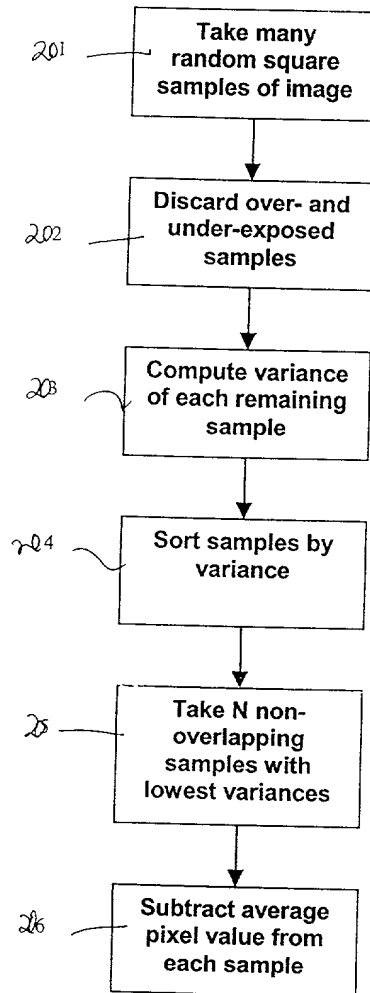 201
Take many
random square
samples of image
202
Discard over- and
under-exposed
samples
203
Compute variance
of each remaining
sample
204
Sort samples by
variance
205
Take N non-
overlapping
samples with
lowest variances
206
Subtract average
pixel value from
each sample